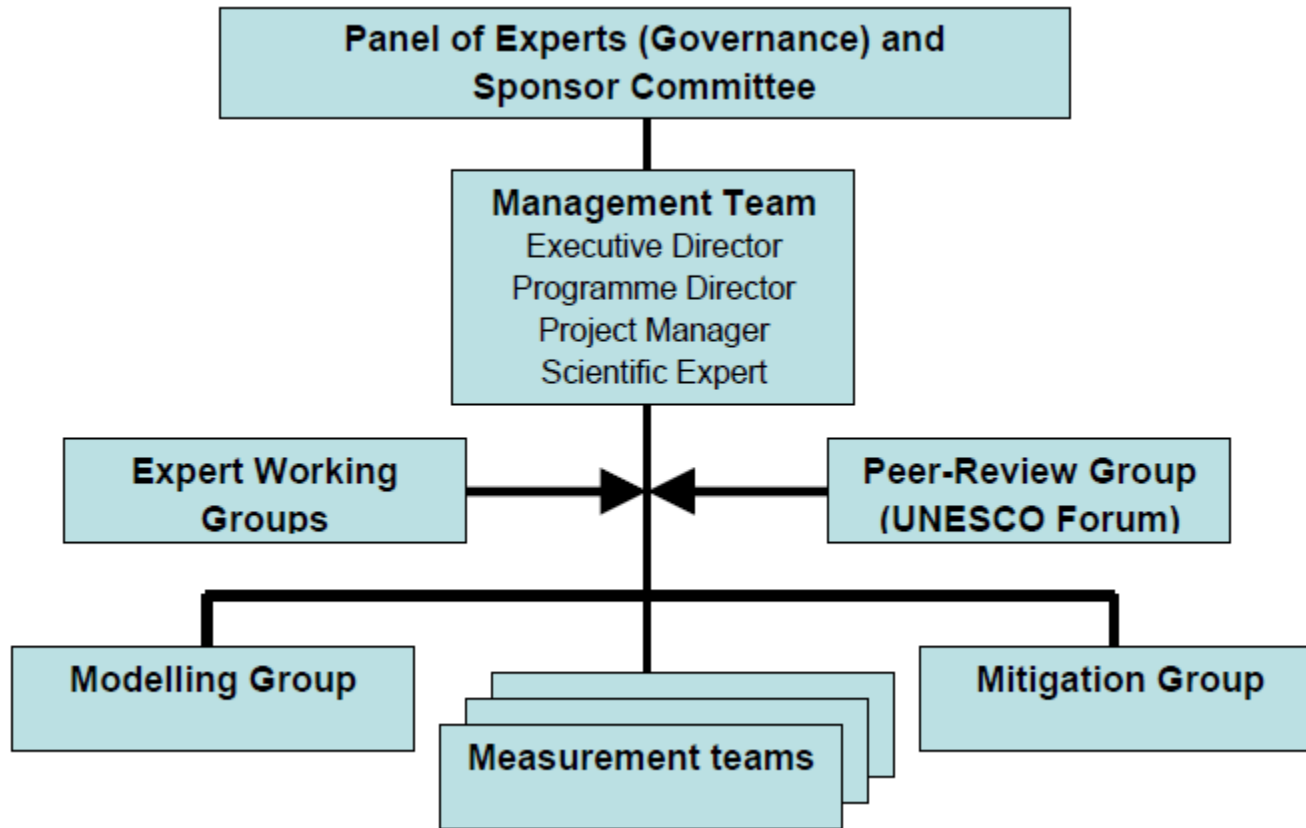 Panel of Experts (Governance) and
Sponsor Committee
Management Team
Executive Director
Programme Director
Project Manager
Scientific Expert
Expert Working
Groups
Peer-Review Group
(UNESCO Forum)
Modelling Group
Measurement teams
Mitigation Group